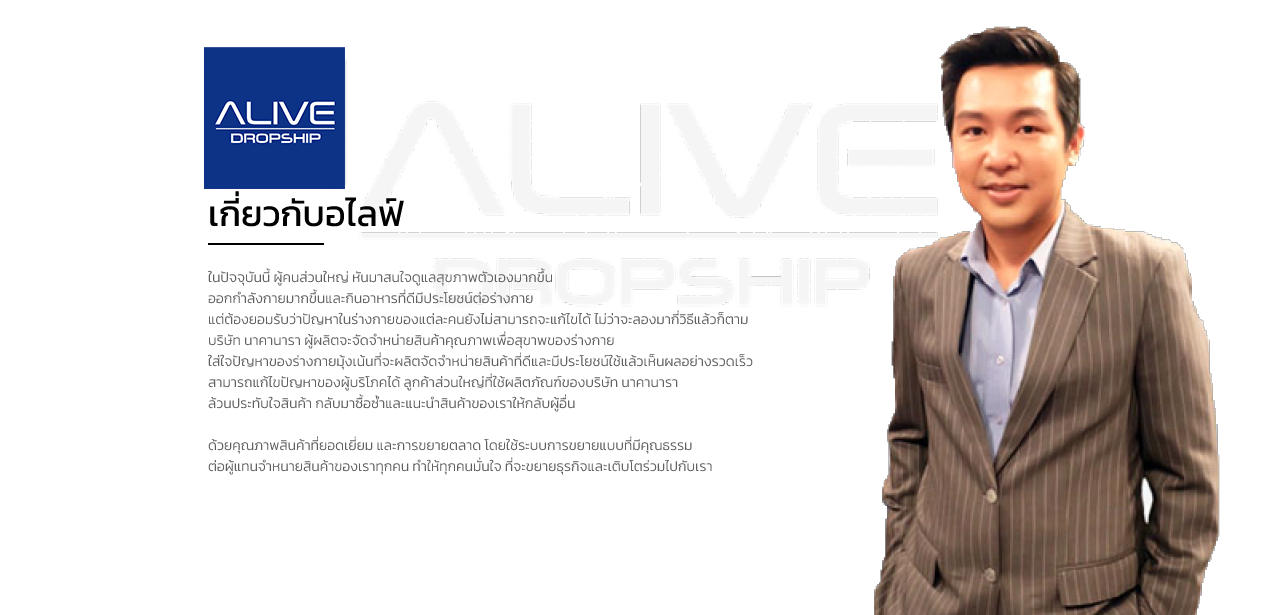 ALIVE
DROPSHIP
ALIVE
DROPSHIP
เกี่ยวกับอไลฟ์
ในปัจจุบันนี้ ผู้คนส่วนใหญ่ หันมาสนใจดูแลสุขภาพตัวเองมากขึ้น
ออกกำลังกายมากขึ้นและกินอาหารที่ดีมีประโยชน์ต่อร่างกาย
แต่ต้องยอมรับว่าปัญหาในร่างกายของแต่ละคนยังไม่สามารถจะแก้ไขได้ ไม่ว่าจะลองมากี่วิธีแล้วก็ตาม
บริษัท นาคานารา ผู้ผลิตจะจัดจำหน่ายสินค้าคุณภาพเพื่อสุขาพของร่างกาย
ใส่ใจปัญหาของร่างกายมุ้งเน้นที่จะผลิตจัดจำหน่ายสินค้าที่ดีและมีประโยชน์ใช้แล้วเห็นผลอย่างรวดเร็ว
สามารถแก้ไขปัญหาของผู้บริโภคได้ ลูกค้าส่วนใหญ่ที่ใช้ผลิตภัณฑ์ของบริษัท นาคานารา
ล้วนประทับใจสินค้า กลับมาซื้อซ้ำและแนะนำสินค้าของเราให้กลับผู้อื่น
ด้วยคุณภาพสินค้าที่ยอดเยี่ยม และการขยายตลาด โดยใช้ระบบการขยายแบบที่มีคุณธรรม
ต่อผู้แทนจำหนายสินค้าของเราทุกคน ทำให้ทุกคนมั่นใจ ที่จะขยายธุรกิจและเติบโตร่วมไปกับเรา